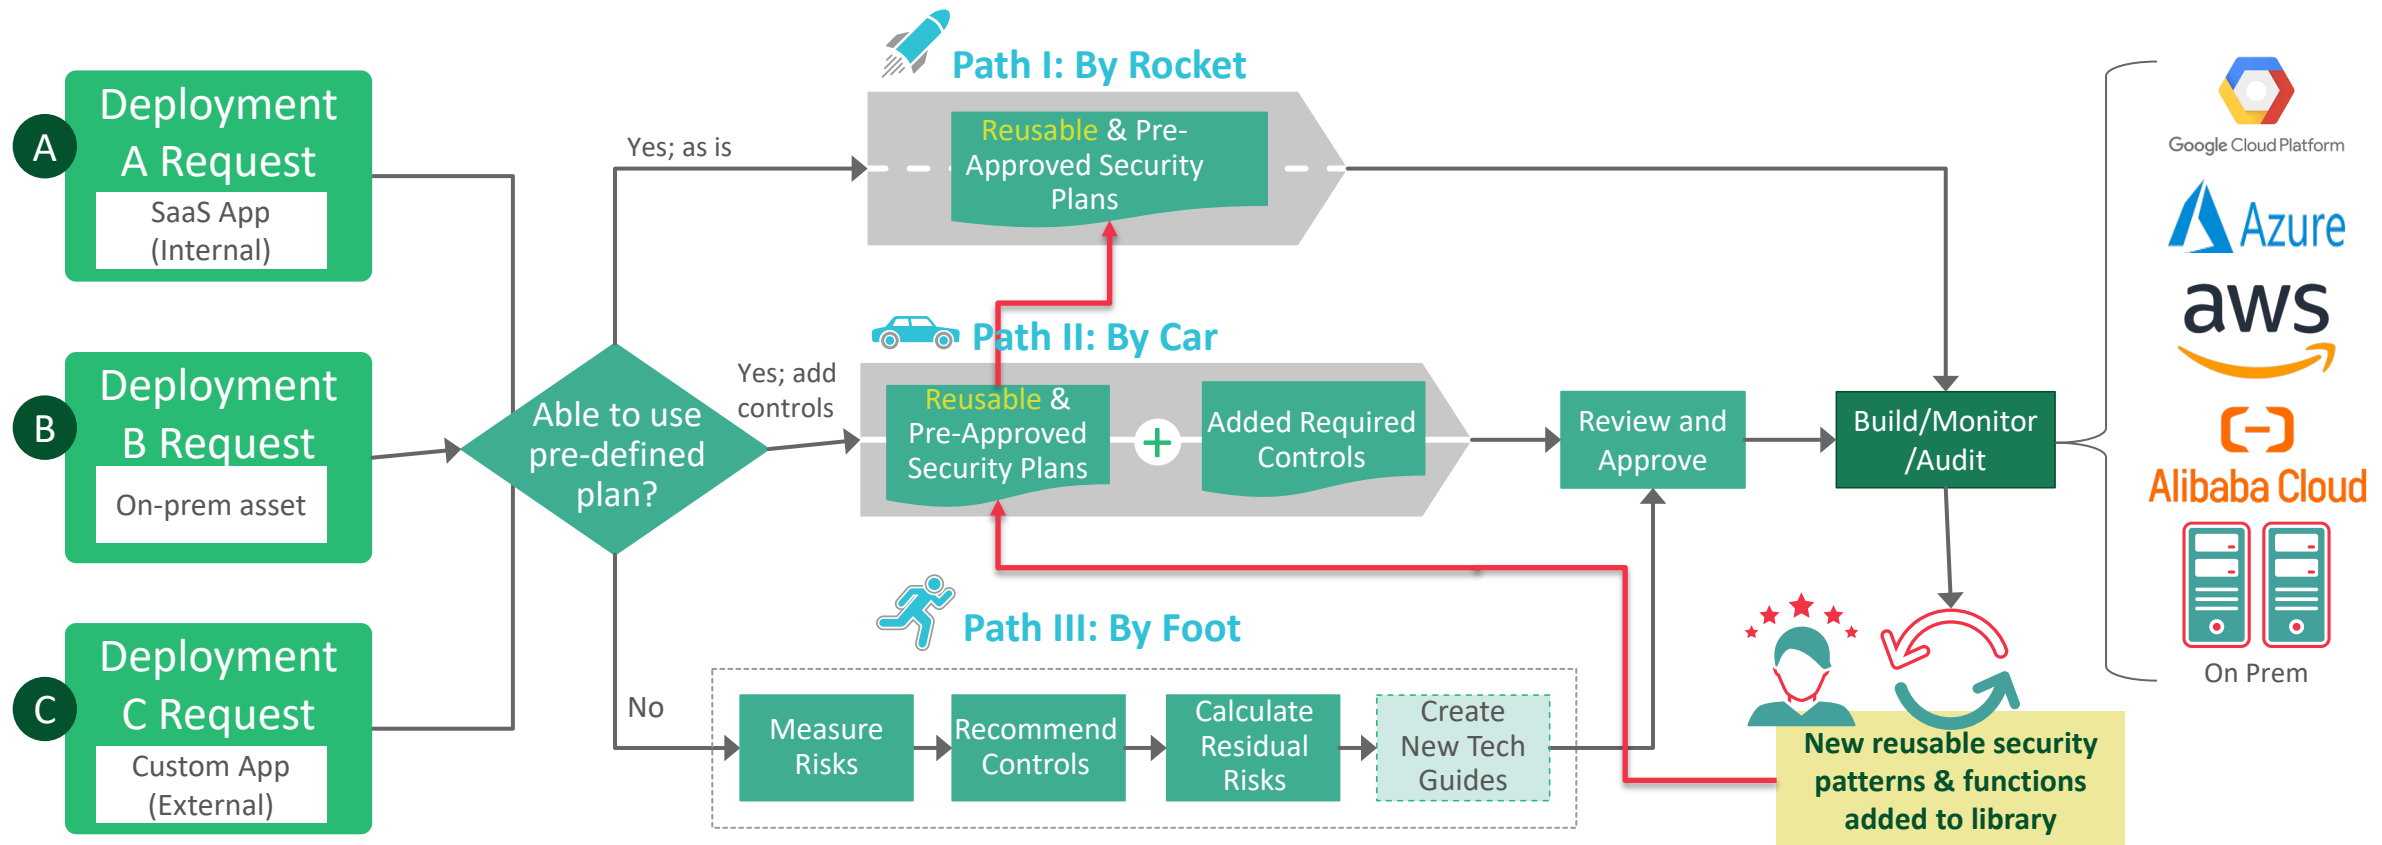 A
Deployment
A Request
SaaS App
(Internal)
B
Deployment
B Request
On-prem asset
C
Deployment
C Request
Custom App
(External)
Able to use
pre-defined
plan?
Yes; as is
Path I: By Rocket
Reusable & Pre-
Approved Security
Plans
Yes; add
controls
Path II: By Car
Reusable &
Pre-Approved
Security Plans
+
Added Required
Controls
Review and
Approve
Build/Monitor
/Audit
No
Path III: By Foot
Measure
Risks
Recommend
Controls
Calculate
Residual
Risks
Create
New Tech
Guides
New reusable security
patterns & functions
added to library
Google Cloud Platform
Azure
aws
Alibaba Cloud
On Prem